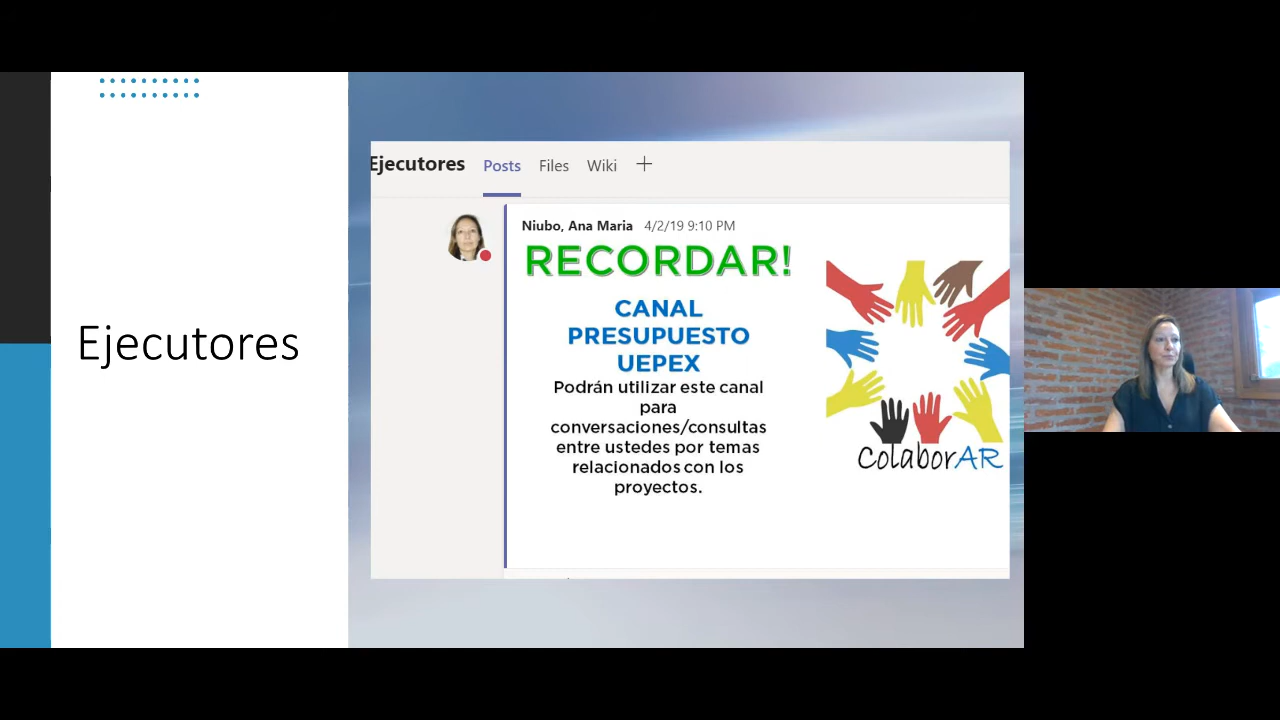 Ejecutores
Ejecutores Posts Files Wiki +
Niubo, Ana Maria 4/2/19 9:10 PM
RECORDAR!
CANAL
PRESUPUESTO
UEPEX
Podrán utilizar este canal
para
conversaciones/consultas
entre ustedes por temas
relacionados con los
proyectos.
ColaborAR